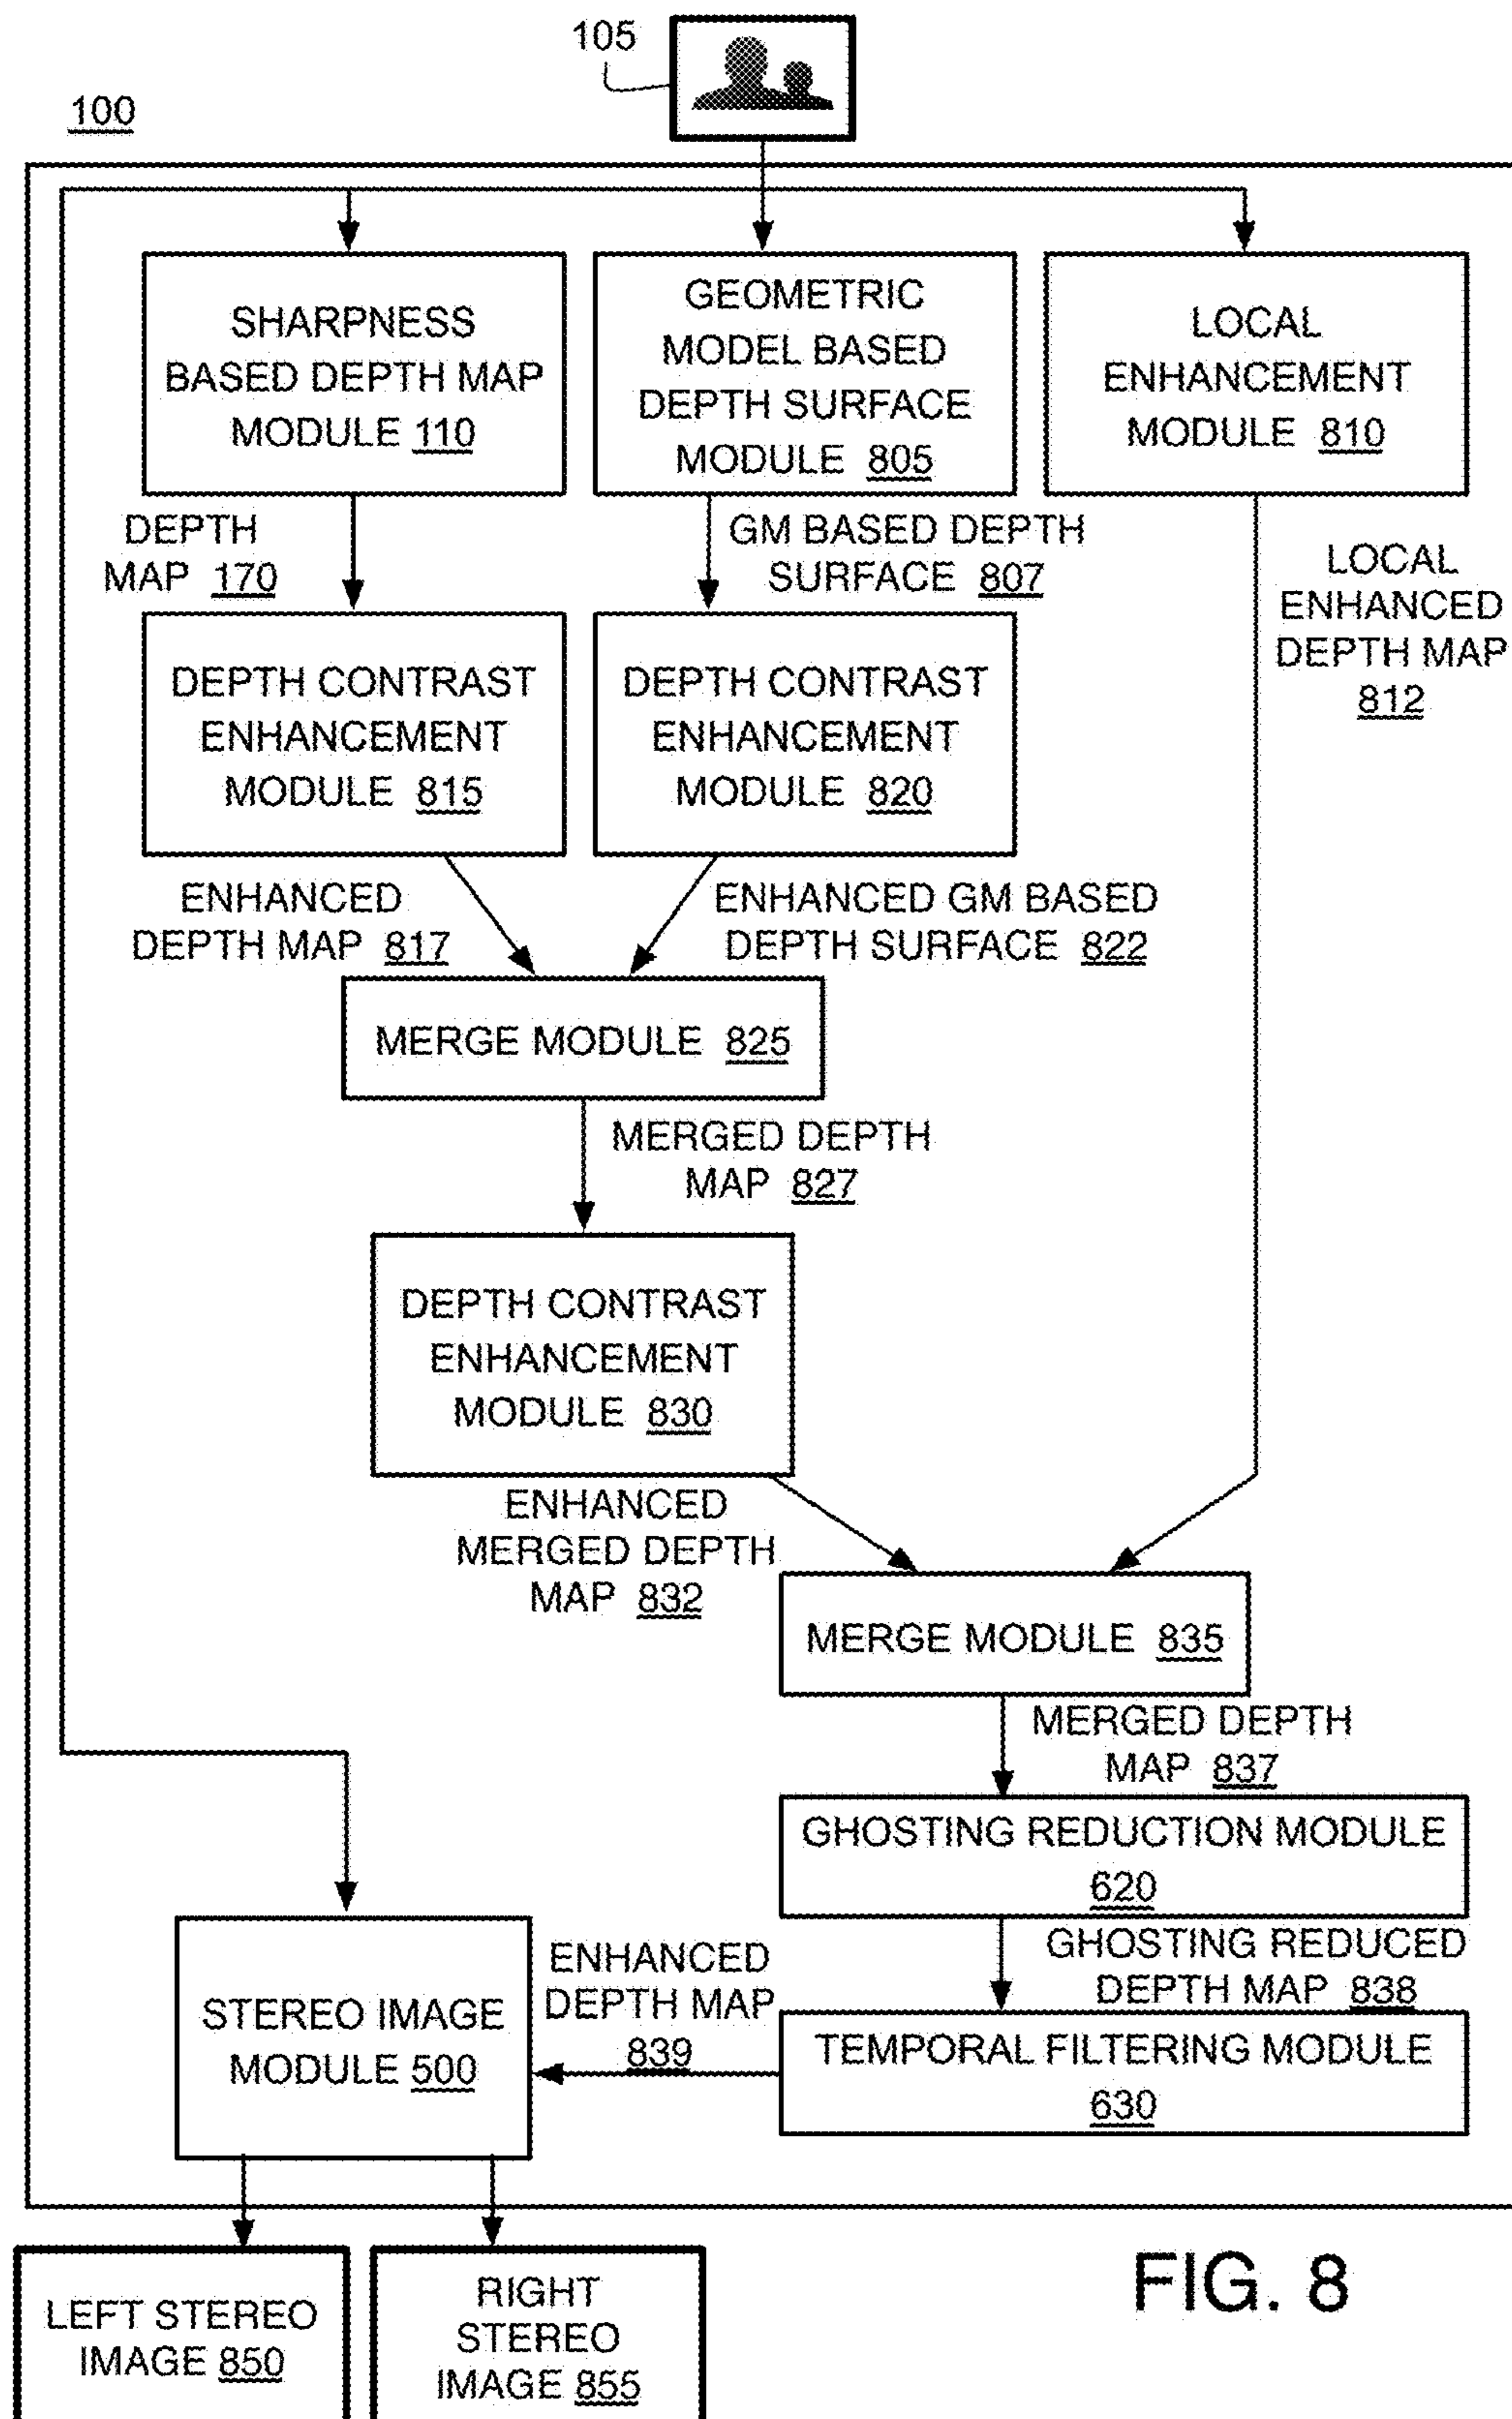 105
100
SHARPNESS
BASED DEPTH MAP
MODULE 110
GEOMETRIC
MODEL BASED
DEPTH SURFACE
MODULE 805
LOCAL
ENHANCEMENT
MODULE 810
DEPTH
MAP 170
GM BASED DEPTH
SURFACE 807
LOCAL
ENHANCED
DEPTH MAP
812
DEPTH CONTRAST
ENHANCEMENT
MODULE 815
DEPTH CONTRAST
ENHANCEMENT
MODULE 820
ENHANCED
DEPTH MAP 817
ENHANCED GM BASED
DEPTH SURFACE 822
MERGE MODULE 825
MERGED DEPTH
MAP 827
DEPTH CONTRAST
ENHANCEMENT
MODULE 830
ENHANCED
MERGED DEPTH
MAP 832
MERGE MODULE 835
MERGED DEPTH
MAP 837
GHOSTING REDUCTION MODULE
620
GHOSTING REDUCED
DEPTH MAP 838
TEMPORAL FILTERING MODULE
630
ENHANCED
DEPTH MAP
839
STEREO IMAGE
MODULE 500
LEFT STEREO
IMAGE 850
RIGHT
STEREO
IMAGE 855
FIG. 8